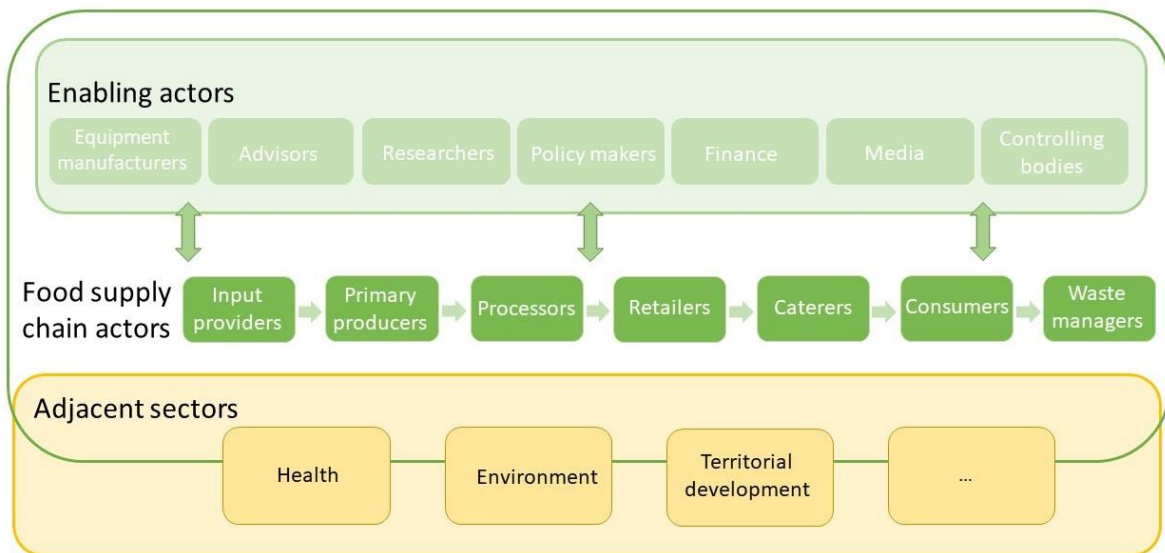 Enabling actors
Equipment
manufacturers
Advisors
Researchers
Policy makers
Finance
Media
Controlling
bodies
Food supply
chain actors
Input
providers
Primary
producers
Processors
Retailers
Caterers
Consumers
Waste
managers
Adjacent sectors
Health
Environment
Territorial
development
...